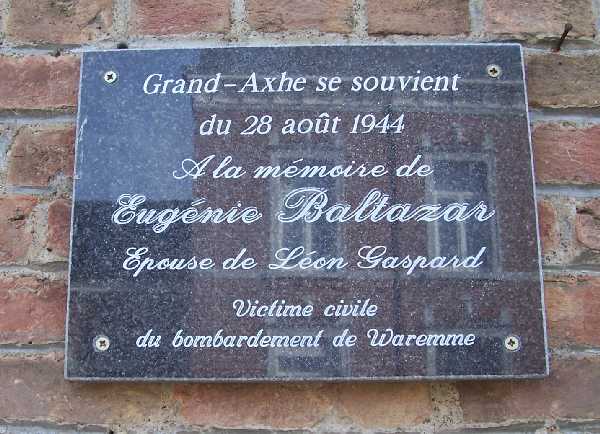 Grand-Axhe se souvient
du 28 août 1944
A la mémoire de
Eugénie Baltazar
Epouse de Léon Gaspard
Victime civile
du bombardement de Waremme